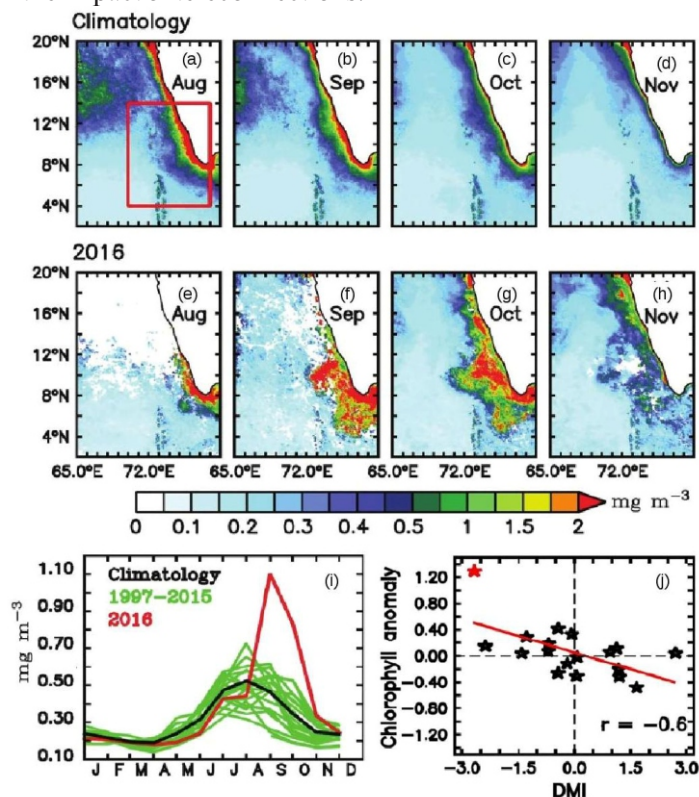 Climatology
20°N
16°N
12°N
8°N
4°N
(a) Aug
(b) Sep
(c) Oct
(d) Nov
2016
20°N
16°N
12°N
8°N
4°N
(e) Aug
(f) Sep
(g) Oct
(h) Nov
65.0°E 72.0°E 65.0°E 72.0°E 65.0°E 72.0°E 65.0°E 72.0°E
0 0.1 0.2 0.3 0.4 0.5 1 1.5 2 mg m⁻³
mg m⁻³
1.10
0.90
0.70
0.50
0.30
0.10
Climatology
1997-2015
2016
(i)
J F M A M J J A S O N D
Chlorophyll anomaly
1.20
0.80
0.40
0.00
-0.40
-0.80
-1.20
(j)
r = -0.6
-3.0 -1.5 0.0 1.5 3.0
DMI